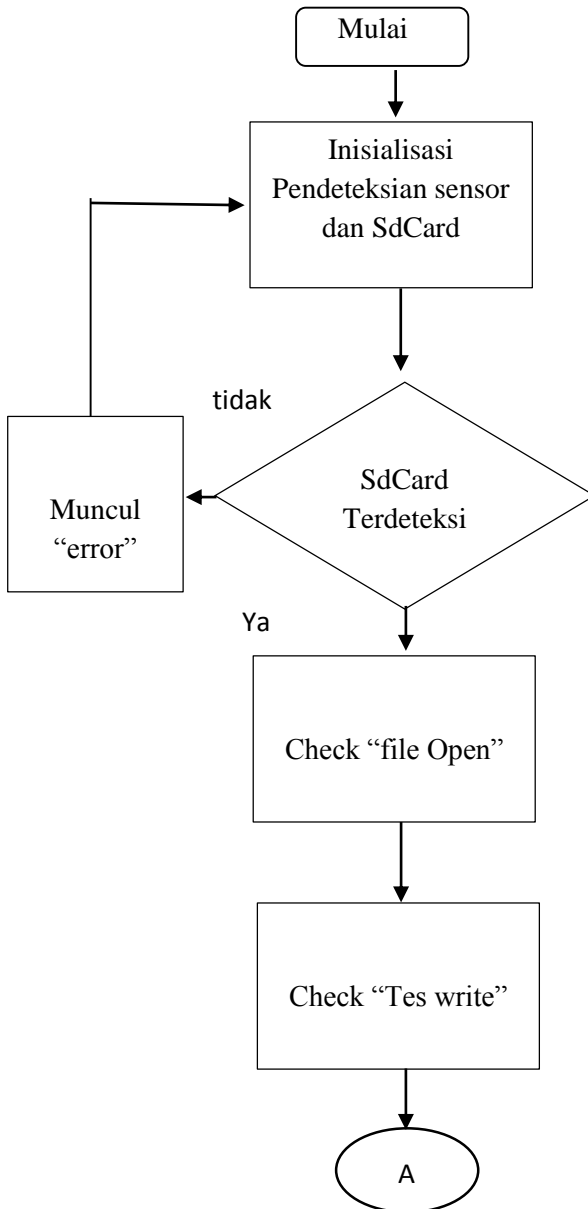 Mulai
Inisialisasi
Pendeteksian sensor
dan SdCard
tidak
SdCard
Terdeteksi
Muncul
“error”
Ya
Check “file Open”
Check “Tes write”
A